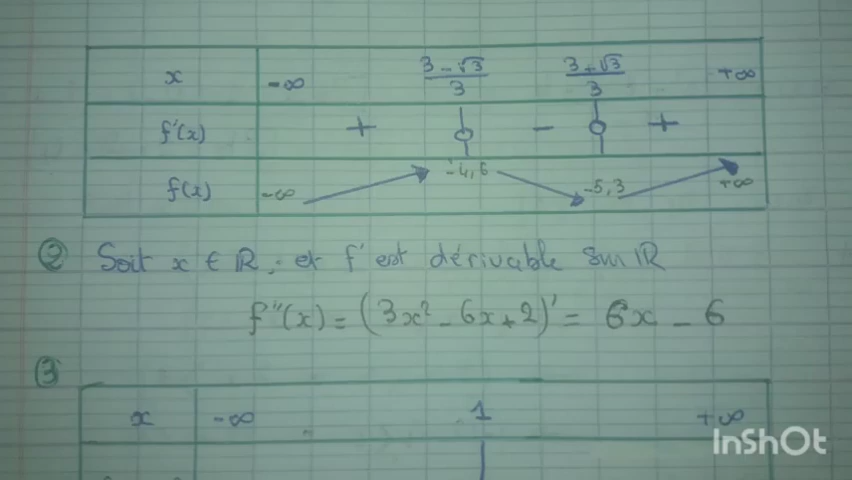 x -∞ (3-√3)/3 (3+√3)/3 +∞
f'(x) + 0 - 0 +
f(x) -∞ -4,6 -5,3 +∞
② Soit x ∈ ℝ, et f' est dérivable sur ℝ
f''(x) = (3x² - 6x + 2)' = 6x - 6
③
x -∞ 1 +∞
InShOt